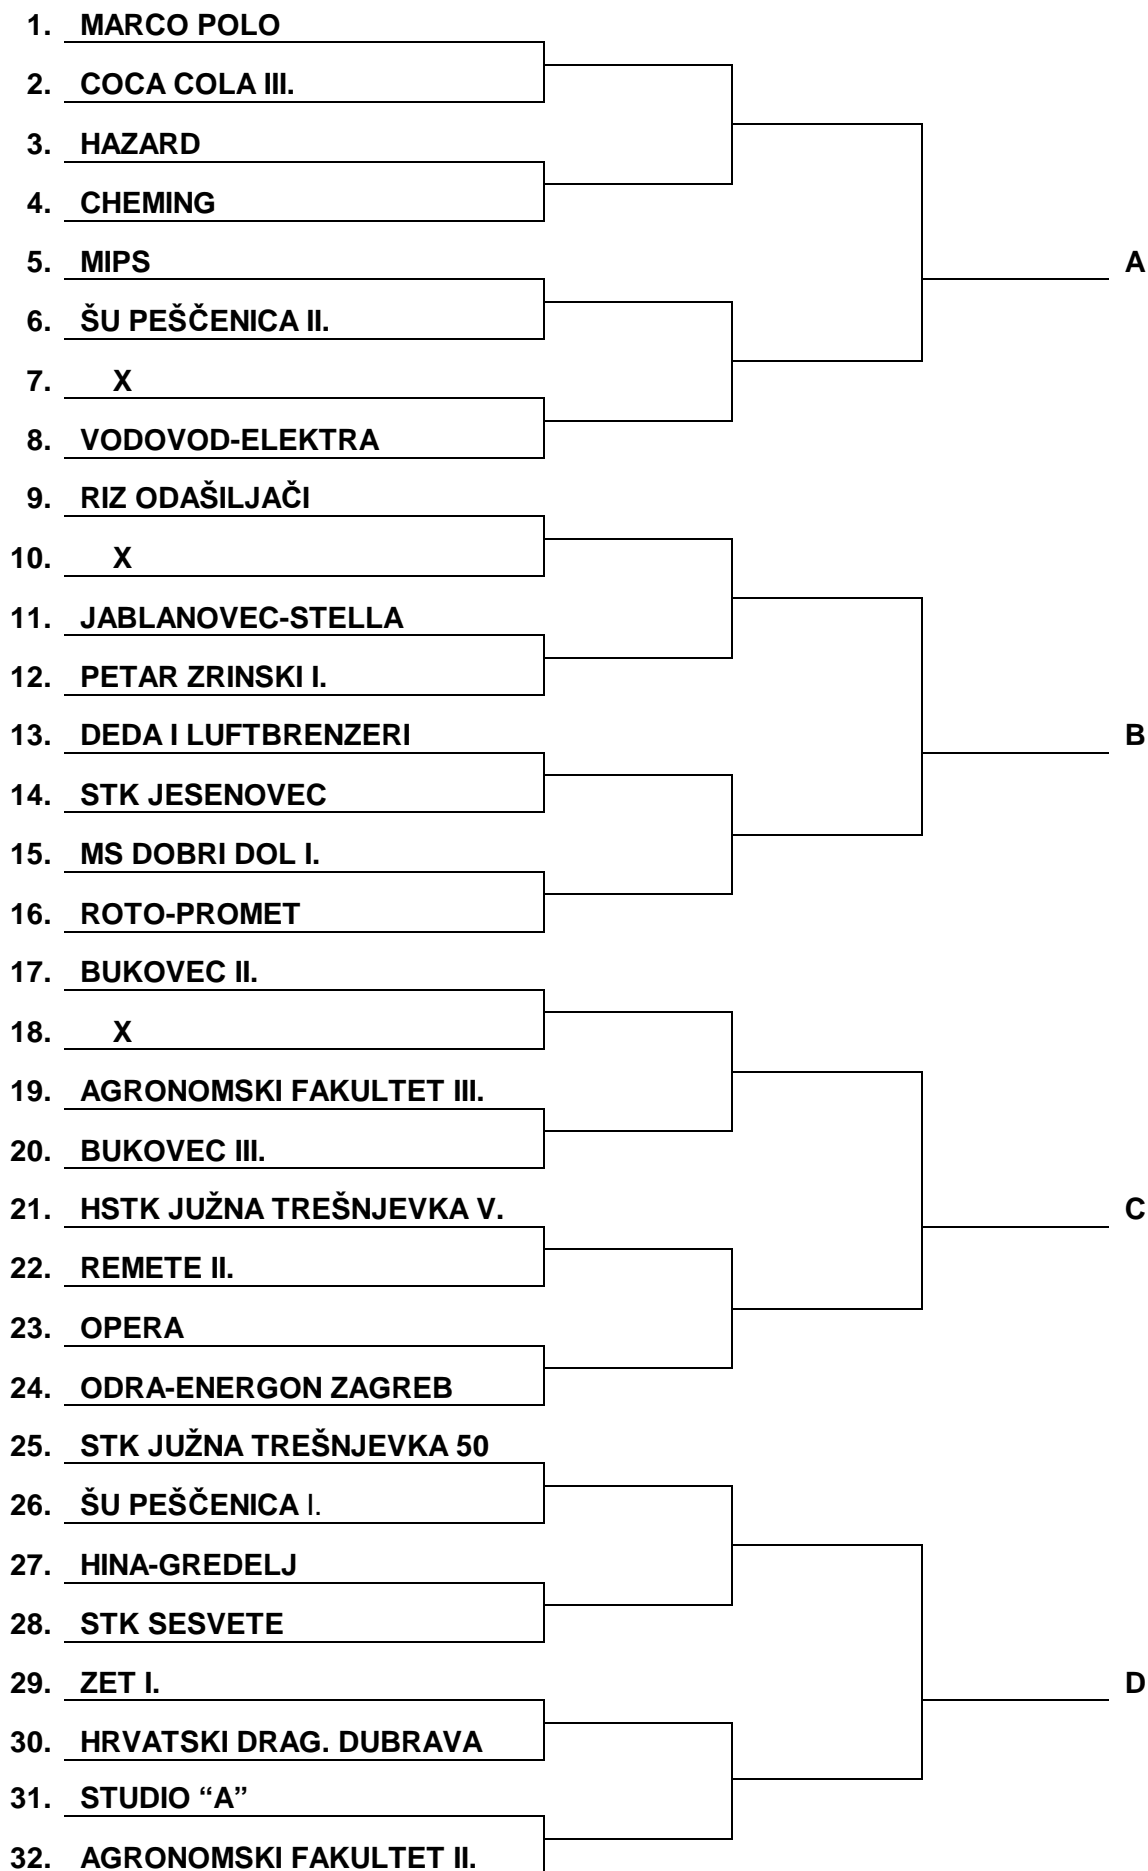 1. MARCO POLO
2. COCA COLA III.
3. HAZARD
4. CHEMING
5. MIPS
A
6. ŠU PEŠČENICA II.
7. X
8. VODOVOD-ELEKTRA
9. RIZ ODAŠILJAČI
10. X
11. JABLANOVEC-STELLA
12. PETAR ZRINSKI I.
13. DEDA I LUFTBRENZERI
B
14. STK JESENOVEC
15. MS DOBRI DOL I.
16. ROTO-PROMET
17. BUKOVEC II.
18. X
19. AGRONOMSKI FAKULTET III.
20. BUKOVEC III.
21. HSTK JUŽNA TREŠNJEVKA V.
C
22. REMETE II.
23. OPERA
24. ODRA-ENERGON ZAGREB
25. STK JUŽNA TREŠNJEVKA 50
26. ŠU PEŠČENICA I.
27. HINA-GREDELJ
28. STK SESVETE
29. ZET I.
D
30. HRVATSKI DRAG. DUBRAVA
31. STUDIO “A”
32. AGRONOMSKI FAKULTET II.